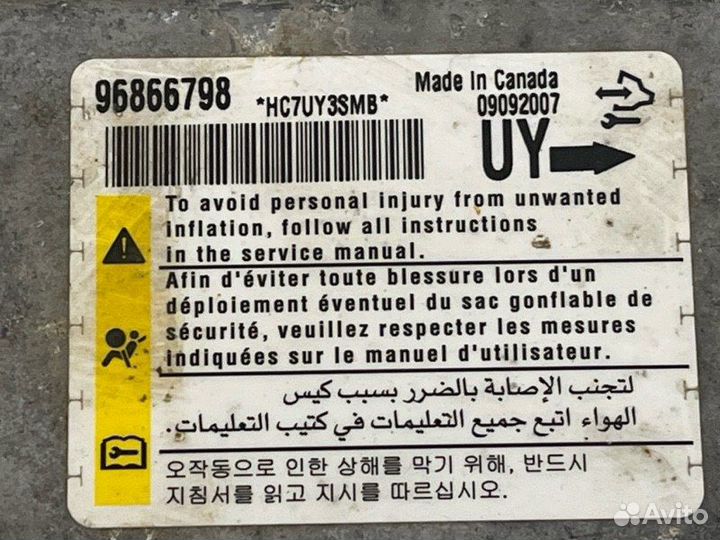 96866798
*HC7UY3SMB*
Made In Canada
09092007
UY
To avoid personal injury from unwanted
inflation, follow all instructions
in the service manual.
Afin d'éviter toute blessure lors d'un
déploiement éventuel du sac gonflable de
sécurité, veuillez respecter les mesures
indiquées sur le manuel d'utilisateur.
لتجنب الإصابة بالضرر بسبب كيس
الهواء اتبع جميع التعليمات في كتيب التعليمات.
오작동으로 인한 상해를 막기 위해, 반드시
지침서를 읽고 지시를 따르십시오.
Avito